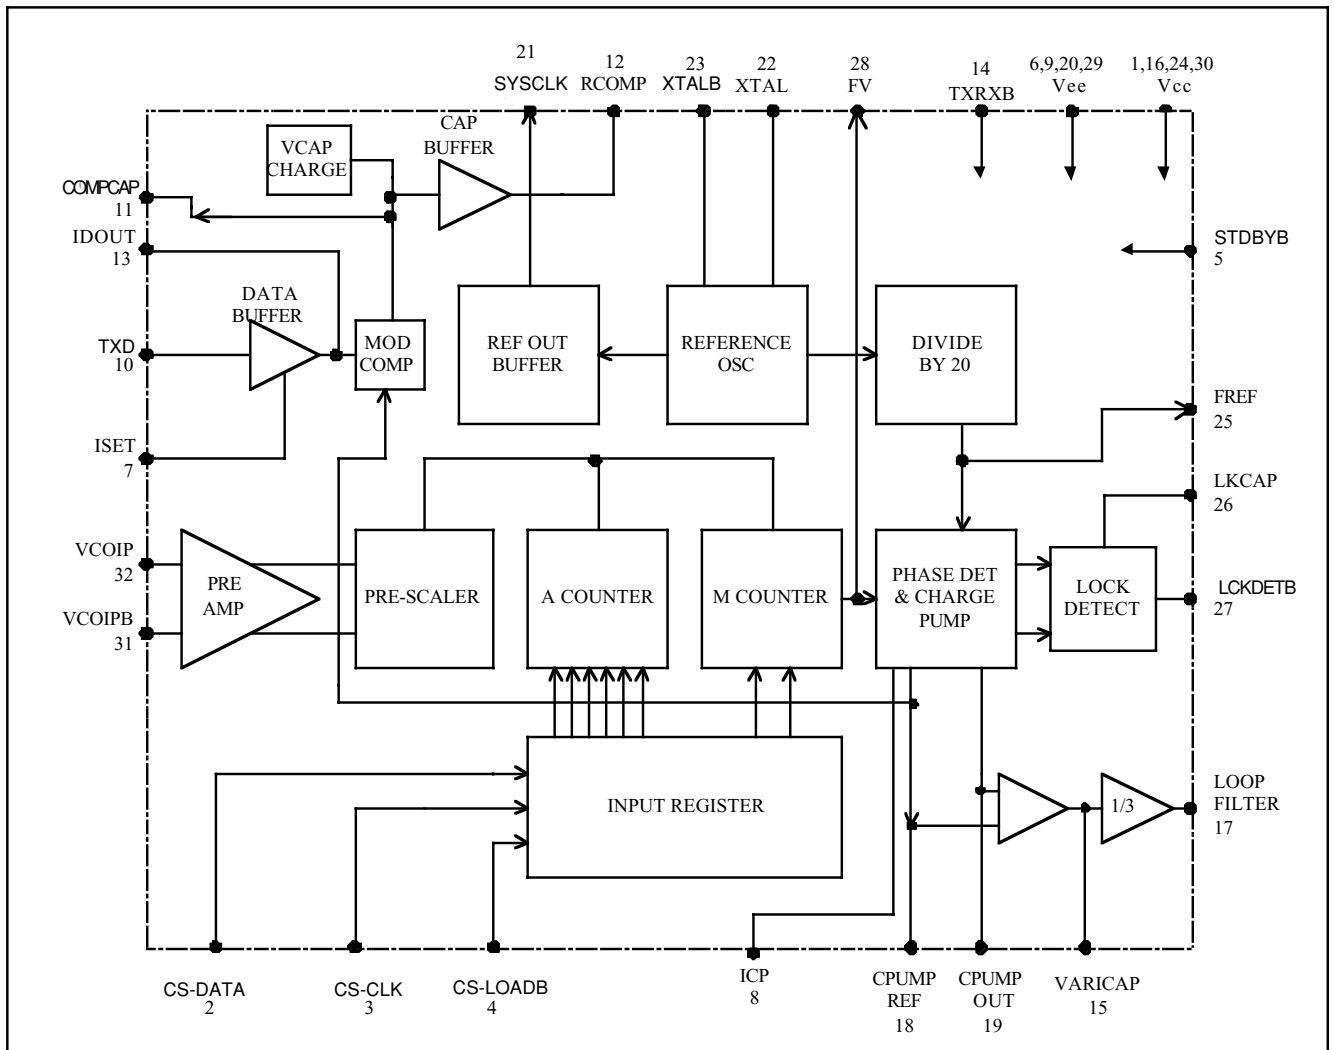 21
SYSCLK
12
RCOMP
23
XTALB
22
XTAL
28
FV
14
TXRXB
6,9,20,29
Vee
1,16,24,30
Vcc
CAP
BUFFER
VCAP
CHARGE
COMPCAP
11
IDOUT
13
STDBYB
5
DATA
BUFFER
TXD
10
MOD
COMP
REF OUT
BUFFER
REFERENCE
OSC
DIVIDE
BY 20
FREF
25
ISET
7
LKCAP
26
VCOIP
32
PRE
AMP
VCOIPB
31
PRE-SCALER
A COUNTER
M COUNTER
PHASE DET
& CHARGE
PUMP
LOCK
DETECT
LCKDETB
27
INPUT REGISTER
1/3
LOOP
FILTER
17
CS-DATA
2
CS-CLK
3
CS-LOADB
4
ICP
8
CPUMP
REF
18
CPUMP
OUT
19
VARICAP
15